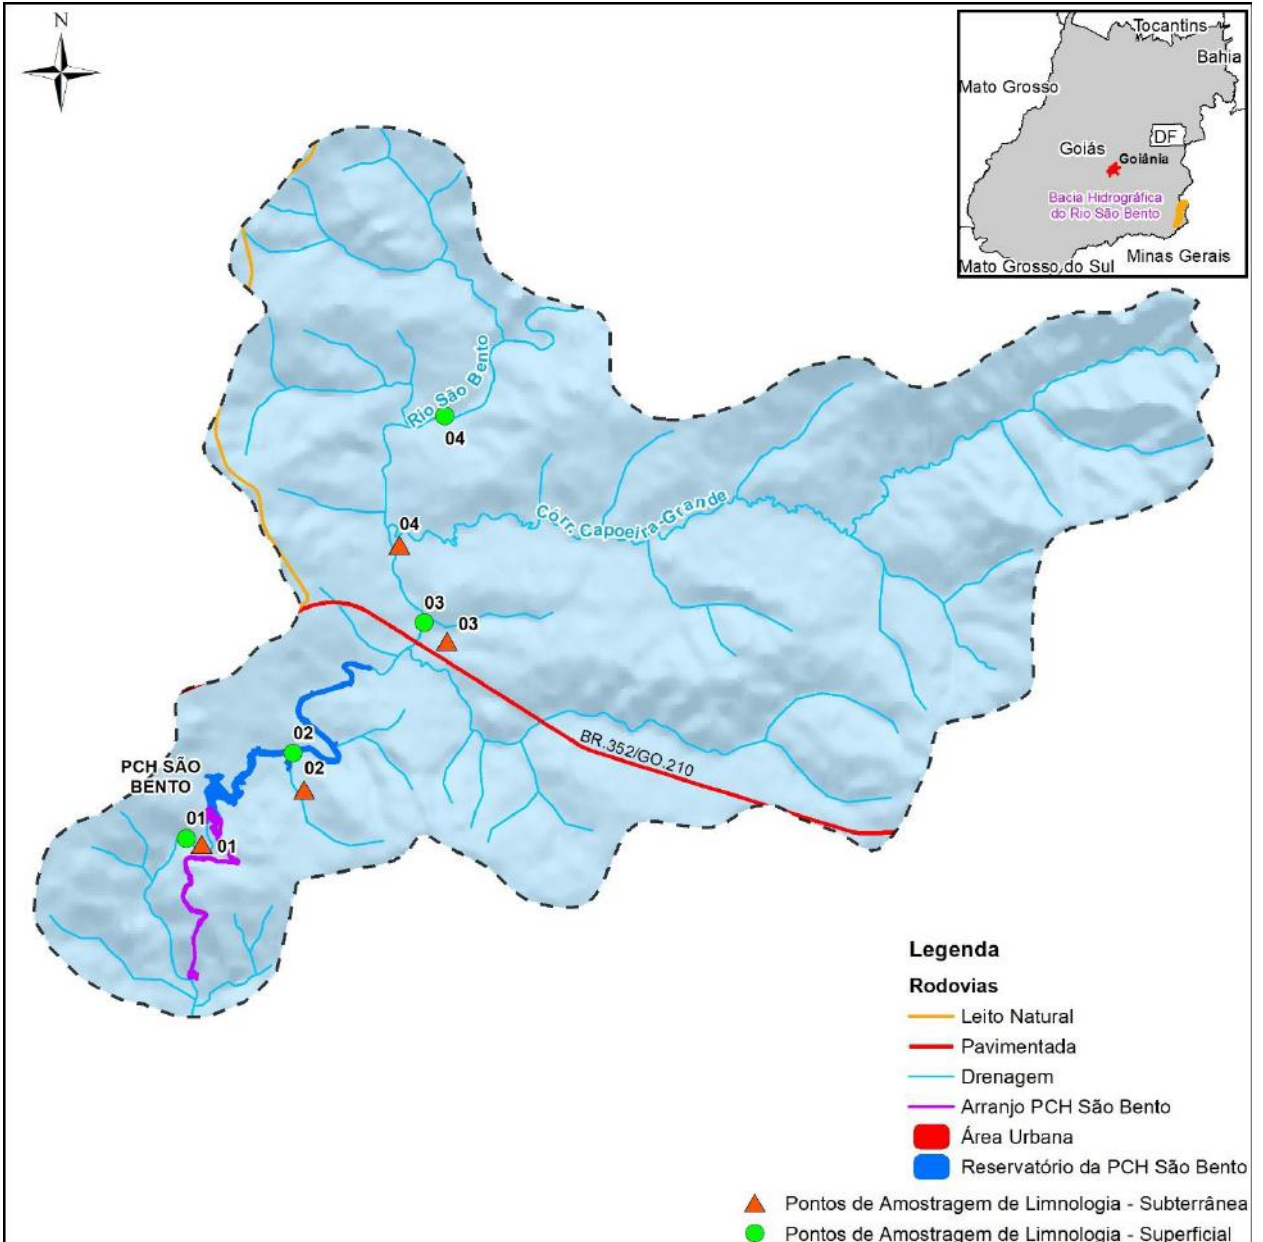 N
Tocantins
Bahia
Mato Grosso
DF
Goiás
Goiânia
Bacia Hidrográfica
do Rio São Bento
Minas Gerais
Mato Grosso do Sul
Rio São Bento
04
Córr. Capoeira-Grande
04
03
03
BR.352/GO.210
02
02
PCH SÃO
BENTO
01
01
Legenda
Rodovias
Leito Natural
Pavimentada
Drenagem
Arranjo PCH São Bento
Área Urbana
Reservatório da PCH São Bento
Pontos de Amostragem de Limnologia - Subterrânea
Pontos de Amostragem de Limnologia - Superficial